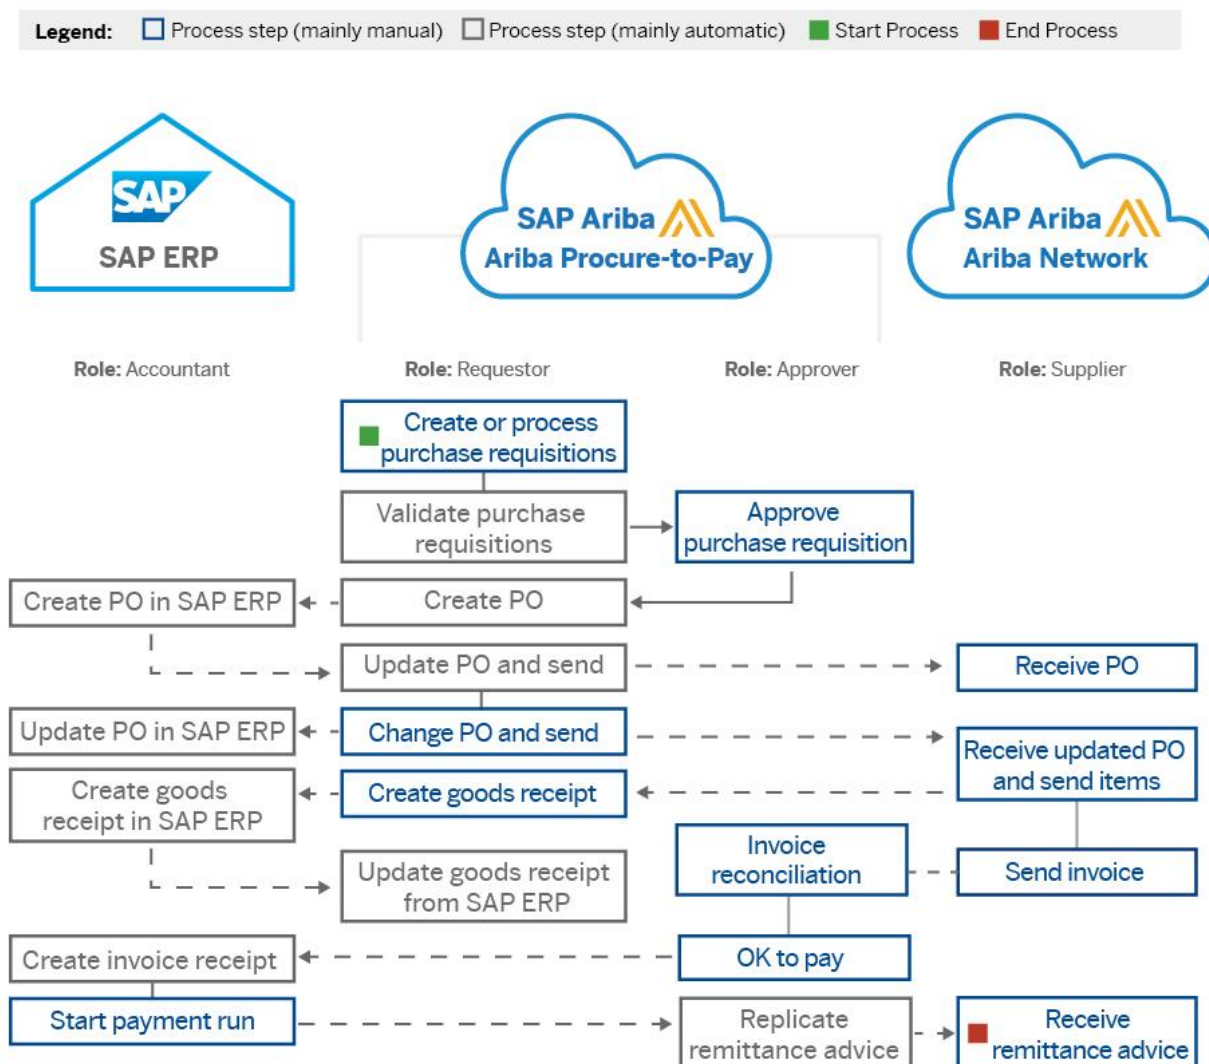 Legend: Process step (mainly manual) Process step (mainly automatic) Start Process End Process
SAP
SAP ERP
SAP Ariba
Ariba Procure-to-Pay
SAP Ariba
Ariba Network
Role: Accountant
Role: Requestor
Role: Approver
Role: Supplier
Create or process
purchase requisitions
Validate purchase
requisitions
Approve
purchase requisition
Create PO in SAP ERP
Create PO
Update PO and send
Receive PO
Update PO in SAP ERP
Change PO and send
Receive updated PO
and send items
Create goods
receipt in SAP ERP
Create goods receipt
Invoice
reconciliation
Send invoice
Update goods receipt
from SAP ERP
Create invoice receipt
OK to pay
Start payment run
Replicate
remittance advice
Receive
remittance advice